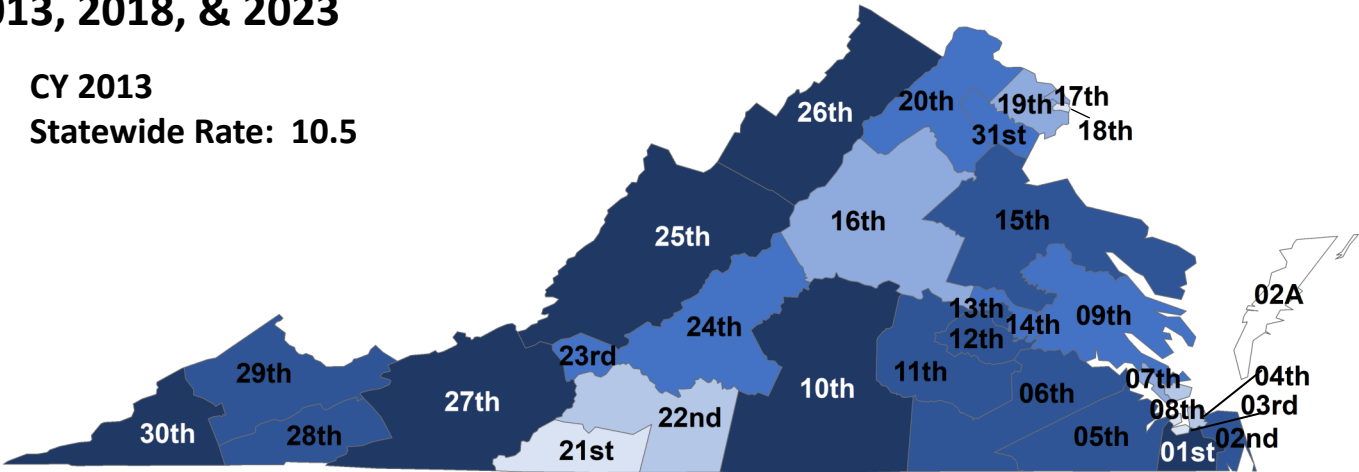 013, 2018, & 2023
CY 2013
Statewide Rate: 10.5
26th
20th
19th
17th
18th
31st
25th
16th
15th
02A
24th
13th
14th
09th
12th
23rd
29th
11th
07th
04th
10th
06th
27th
08th
03rd
22nd
30th
28th
05th
02nd
21st
01st